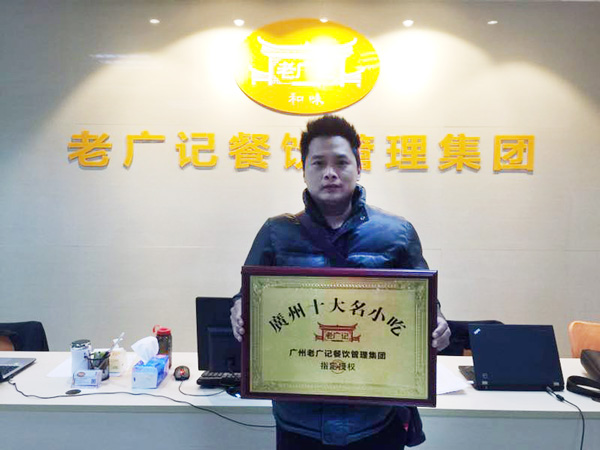 老广记
和味
老广记餐饮管理集团
廣州十大名小吃
老广记
广州老广记餐饮管理集团
指定授权